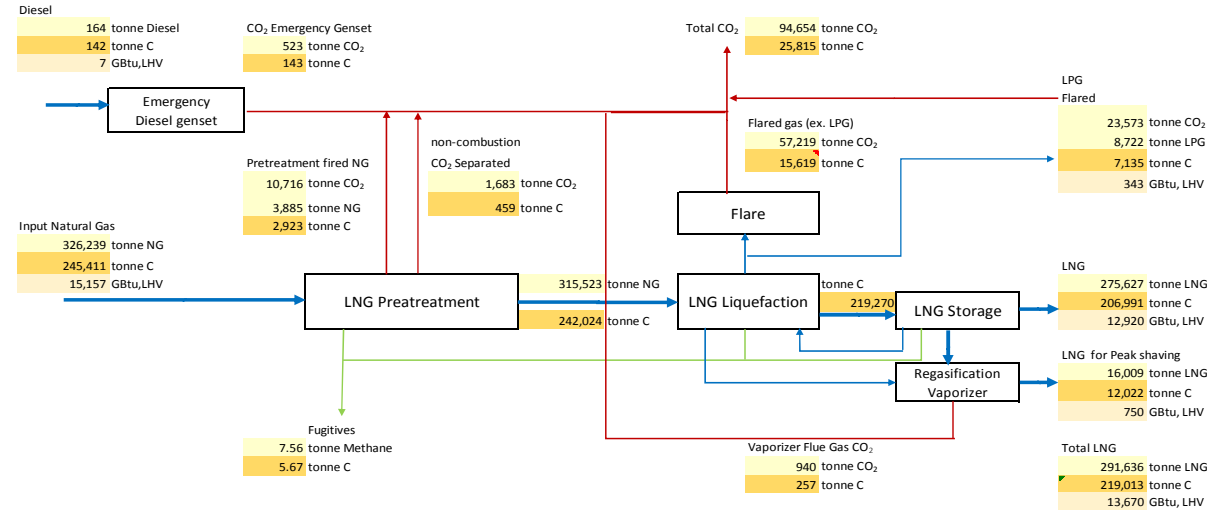 Diesel
164 tonne Diesel
142 tonne C
7 GBtu,LHV
CO₂ Emergency Genset
523 tonne CO₂
143 tonne C
Total CO₂
94,654 tonne CO₂
25,815 tonne C
Emergency
Diesel genset
LPG
Flared
23,573 tonne CO₂
8,722 tonne LPG
7,135 tonne C
343 GBtu, LHV
Flared gas (ex. LPG)
57,219 tonne CO₂
15,619 tonne C
non-combustion
CO₂ Separated
1,683 tonne CO₂
459 tonne C
Pretreatment fired NG
10,716 tonne CO₂
3,885 tonne NG
2,923 tonne C
Flare
Input Natural Gas
326,239 tonne NG
245,411 tonne C
15,157 GBtu,LHV
LNG Preatreatment
315,523 tonne NG
242,024 tonne C
LNG Liquefaction
tonne C
219,270
LNG Storage
LNG
275,627 tonne LNG
206,991 tonne C
12,920 GBtu, LHV
Regasification
Vaporizer
LNG for Peak shaving
16,009 tonne LNG
12,022 tonne C
750 GBtu, LHV
Fugitives
7.56 tonne Methane
5.67 tonne C
Vaporizer Flue Gas CO₂
940 tonne CO₂
257 tonne C
Total LNG
291,636 tonne LNG
219,013 tonne C
13,670 GBtu, LHV